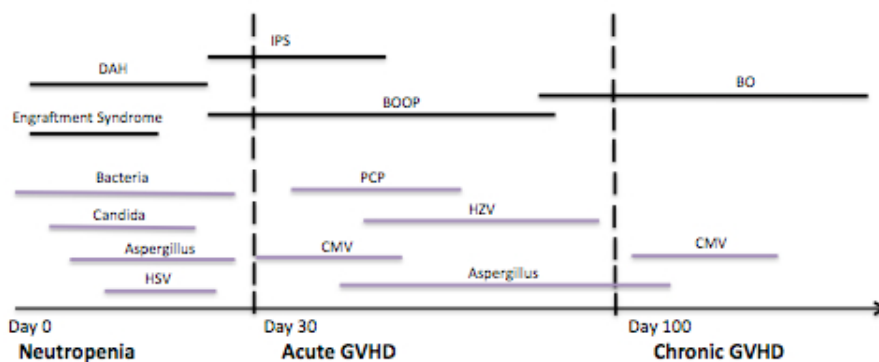 IPS
DAH
BO
BOOP
Engraftment Syndrome
Bacteria
PCP
Candida
HZV
Aspergillus
CMV
CMV
HSV
Aspergillus
Day 0
Day 30
Day 100
Neutropenia
Acute GVHD
Chronic GVHD